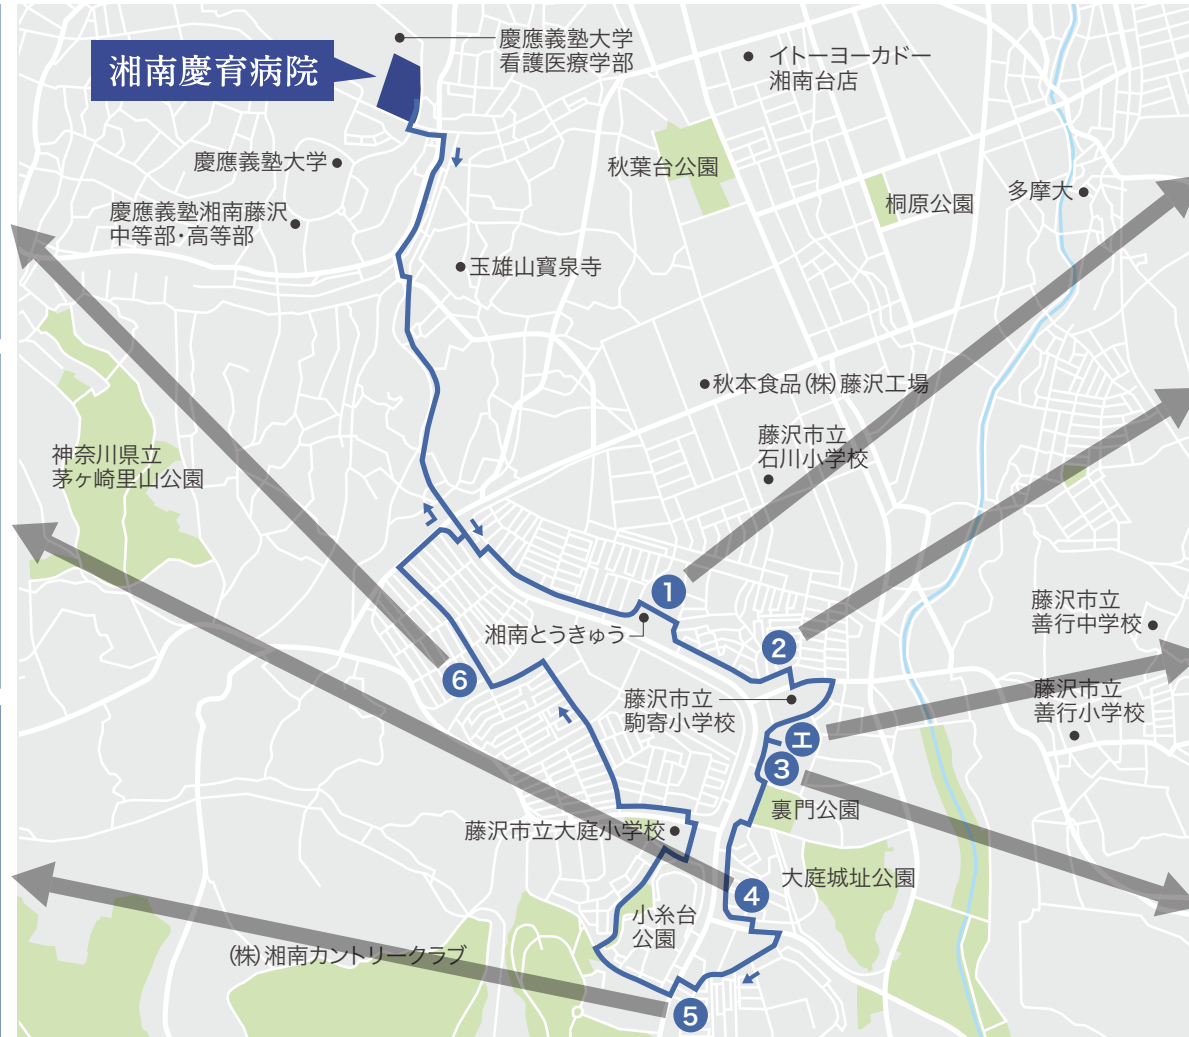 湘南慶育病院
慶應義塾大学
看護医療学部
イトーヨーカドー
湘南台店
慶應義塾大学
秋葉台公園
桐原公園
多摩大
慶應義塾湘南藤沢
中等部・高等部
玉雄山寳泉寺
秋本食品(株)藤沢工場
藤沢市立
石川小学校
神奈川県立
茅ヶ崎里山公園
1
湘南とうきゅう
2
藤沢市立
善行中学校
6
藤沢市立
駒寄小学校
藤沢市立
善行小学校
エ
3
裏門公園
藤沢市立大庭小学校
大庭城址公園
4
小糸台
公園
(株)湘南カントリークラブ
5